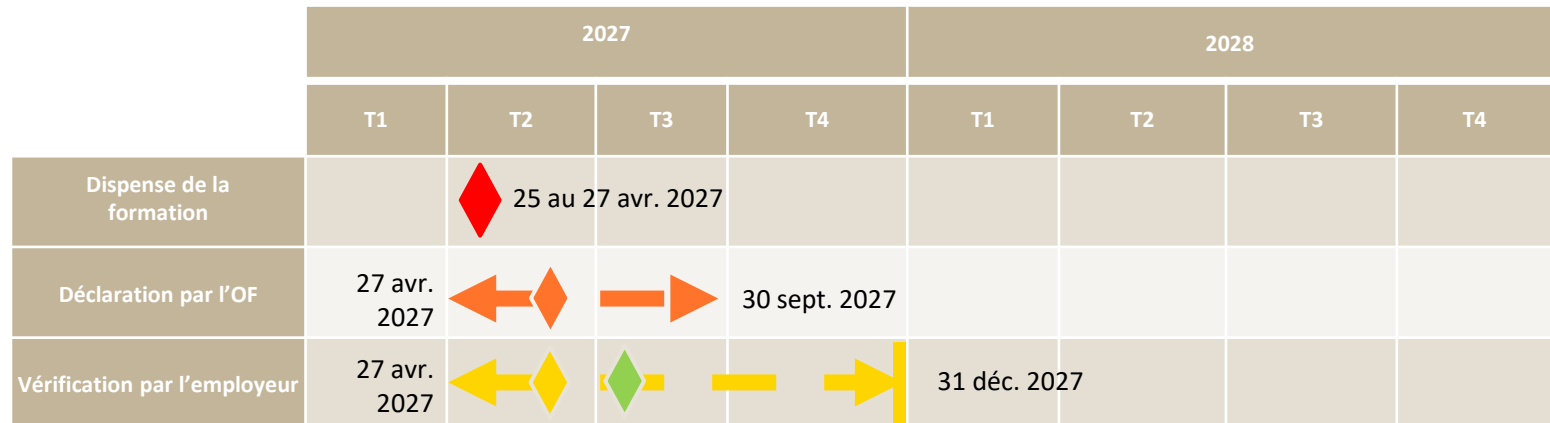 2027
2028
T1
T2
T3
T4
T1
T2
T3
T4
Dispense de la
formation
25 au 27 avr. 2027
Déclaration par l’OF
27 avr.
2027
30 sept. 2027
Vérification par l’employeur
27 avr.
2027
31 déc. 2027